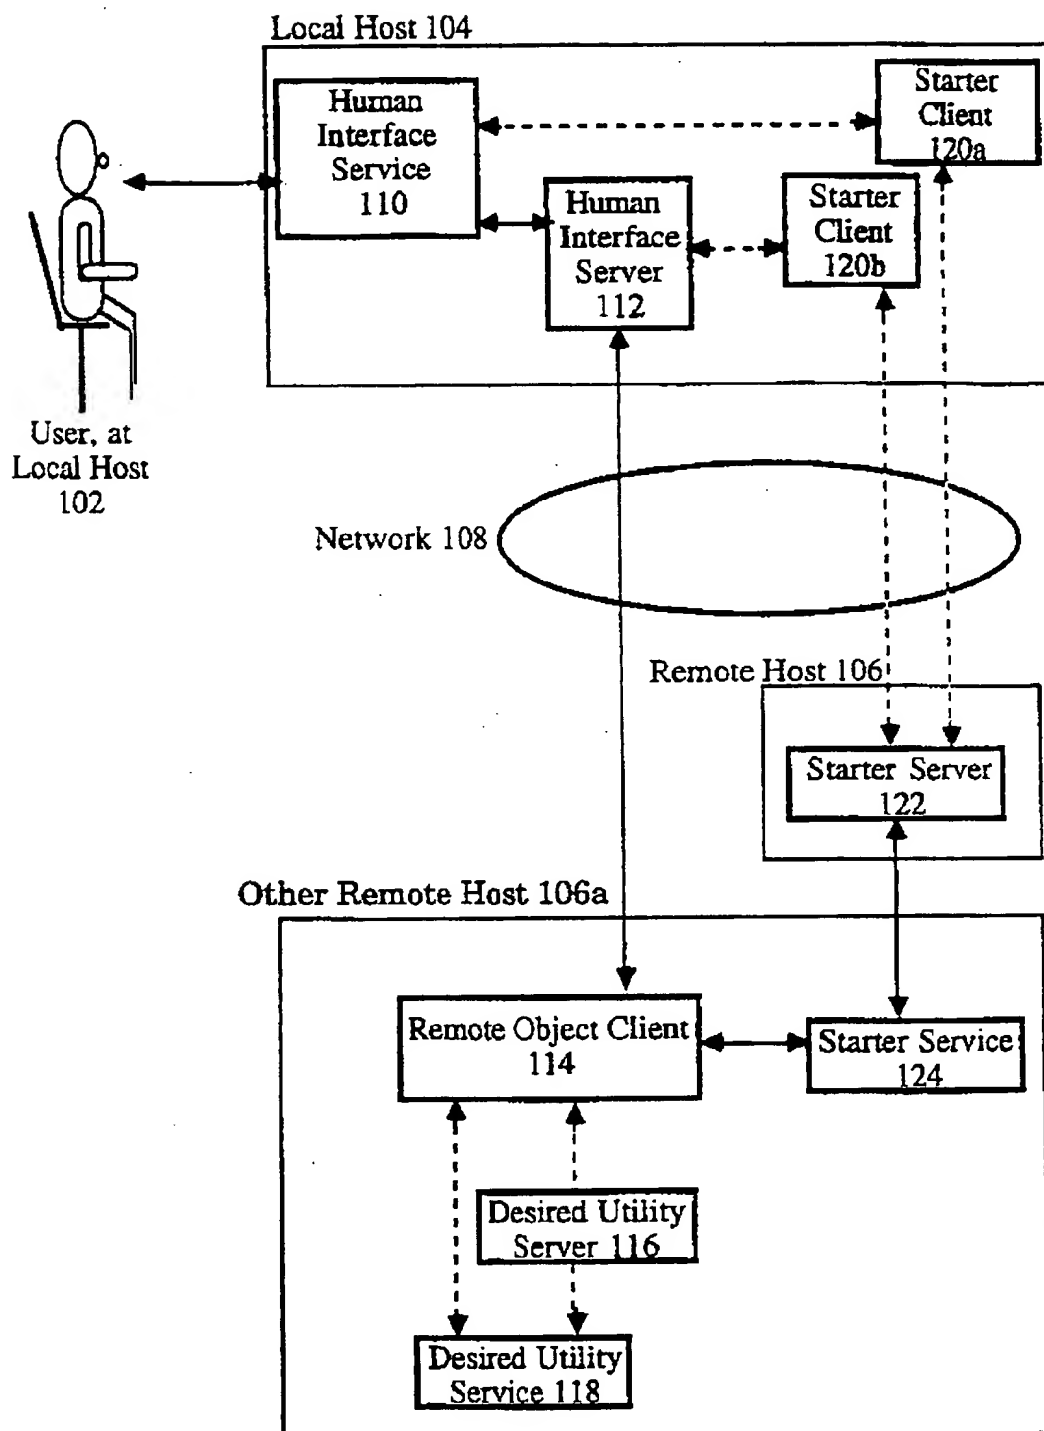 Local Host 104
Human
Interface
Service
110
Starter
Client
120a
Human
Interface
Server
112
Starter
Client
120b
User, at
Local Host
102
Network 108
Remote Host 106
Starter Server
122
Other Remote Host 106a
Remote Object Client
114
Starter Service
124
Desired Utility
Server 116
Desired Utility
Service 118